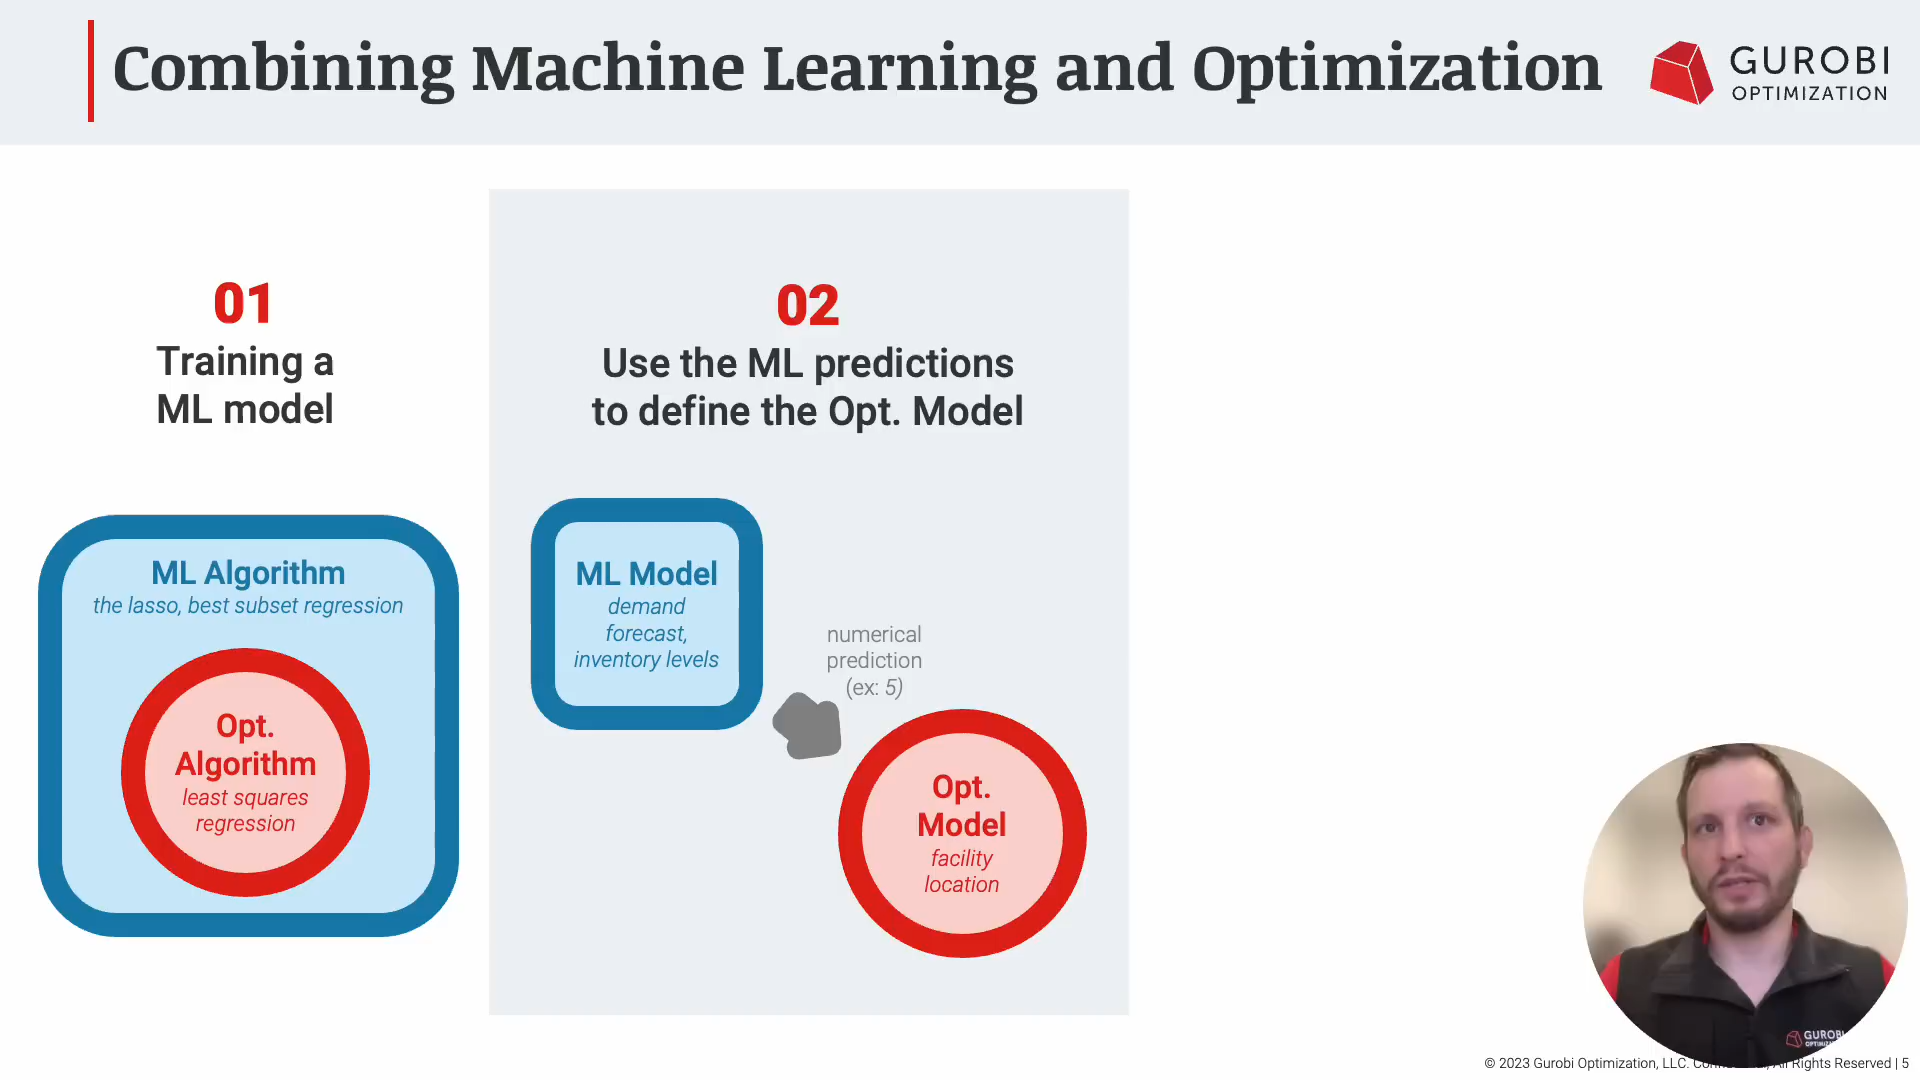 Combining Machine Learning and Optimization
GUROBI
OPTIMIZATION
01
Training a
ML model
ML Algorithm
the lasso, best subset regression
Opt.
Algorithm
least squares
regression
02
Use the ML predictions
to define the Opt. Model
ML Model
demand
forecast,
inventory levels
numerical
prediction
(ex: 5)
Opt.
Model
facility
location
GUROBI
© 2023 Gurobi Optimization, LLC. All Rights Reserved | 5